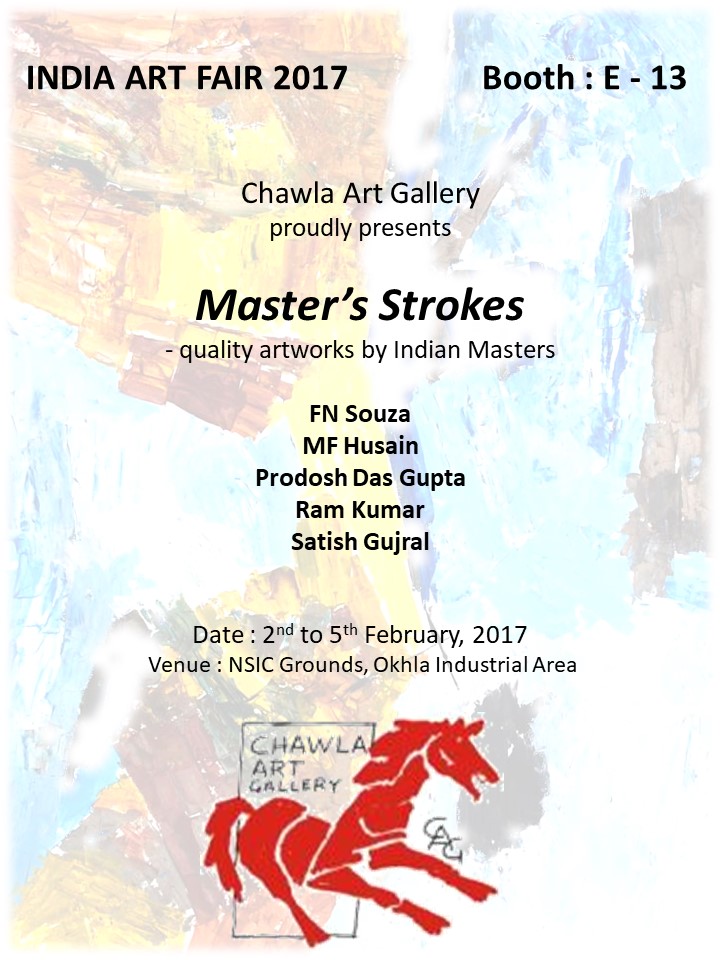 INDIA ART FAIR 2017 Booth : E - 13
Chawla Art Gallery
proudly presents
Master’s Strokes
- quality artworks by Indian Masters
FN Souza
MF Husain
Prodosh Das Gupta
Ram Kumar
Satish Gujral
Date : 2nd to 5th February, 2017
Venue : NSIC Grounds, Okhla Industrial Area
CHAWLA
ART
GALLERY
CAG